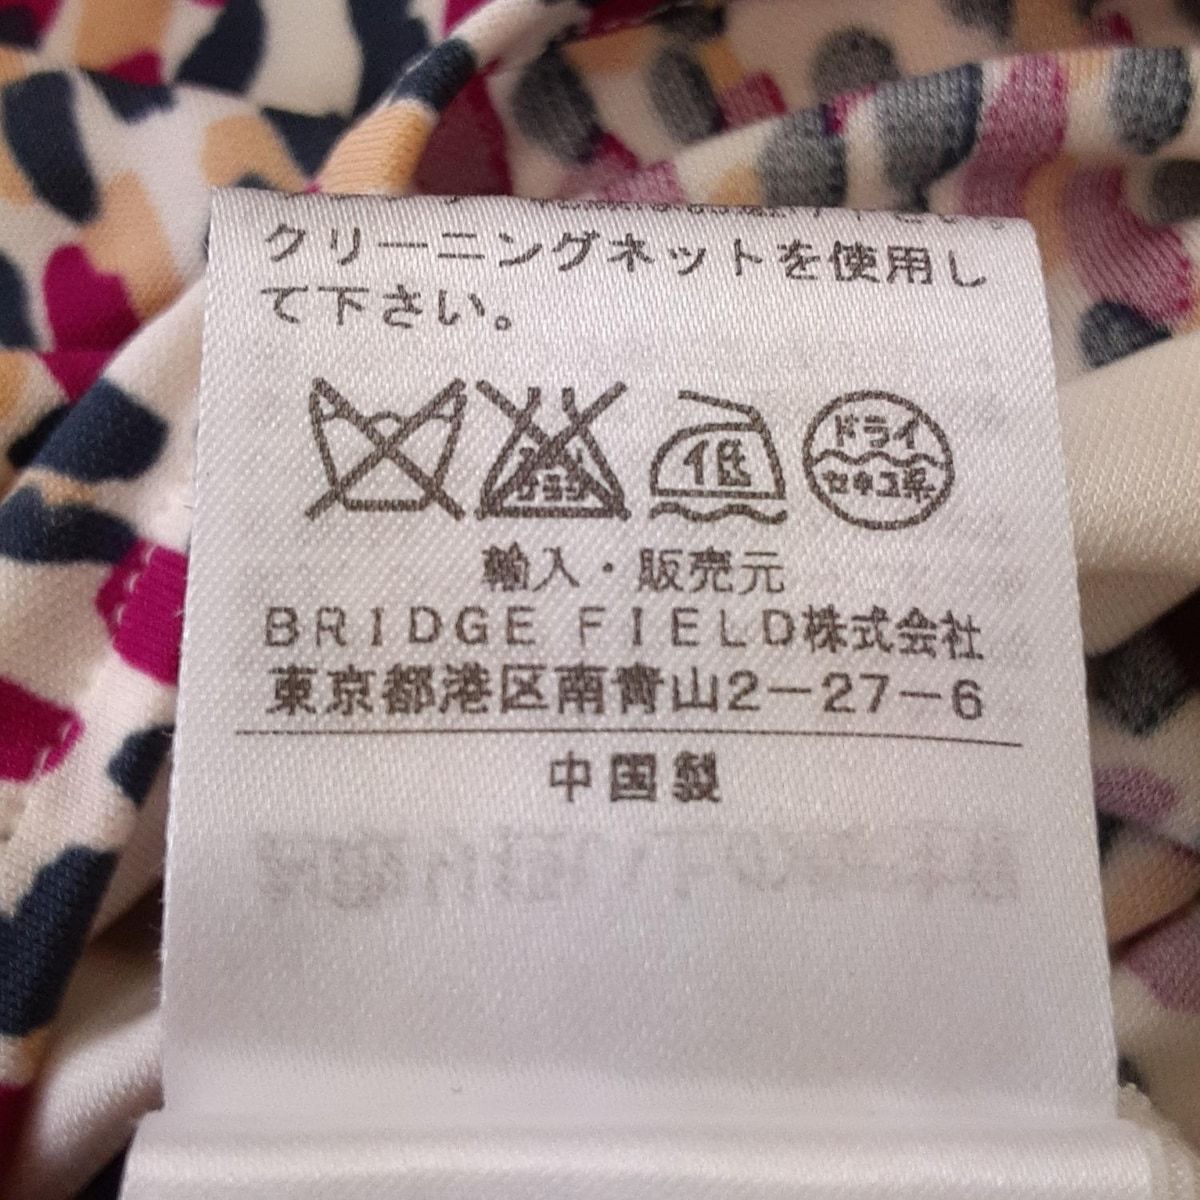 クリーニングネットを使用し
て下さい。
低
ドライ
セキユ系
輸入・販売元
BRIDGE FIELD株式会社
東京都港区南青山2－27－6
中国製